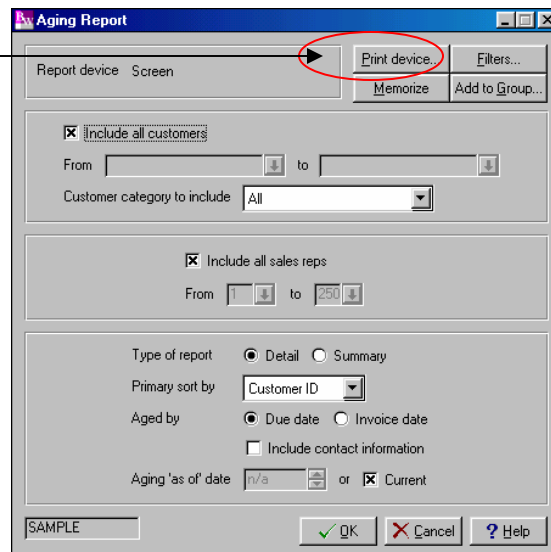 BW Aging Report
Report device Screen
Print device... Filters...
Memorize Add to Group...
Include all customers
From to
Customer category to include All
Include all sales reps
From 1 to 250
Type of report Detail Summary
Primary sort by Customer ID
Aged by Due date Invoice date
Include contact information
Aging 'as of' date n/a or Current
SAMPLE OK Cancel ? Help